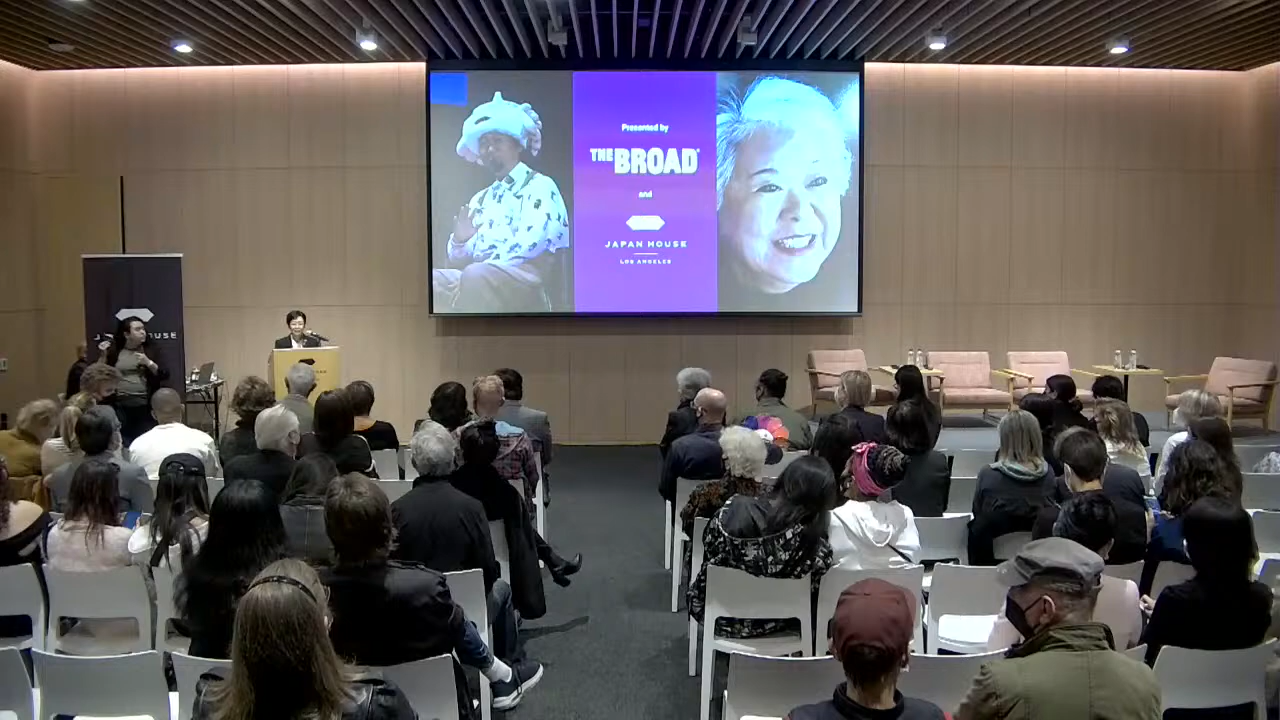 Presented by
THE BROAD
and
JAPAN HOUSE
LOS ANGELES